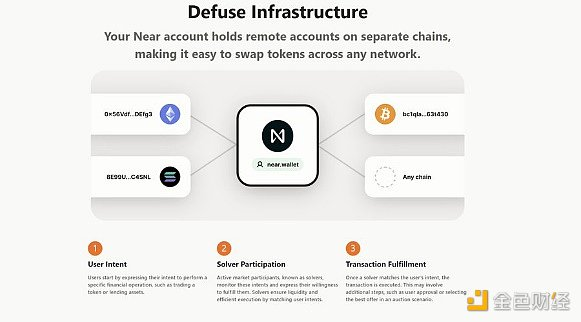 Defuse Infrastructure
Your Near account holds remote accounts on separate chains,
making it easy to swap tokens across any network.
0x56Vdf...DEfg3
bc1qla...63t430
near.wallet
8E99U...C4SNL
Any chain
1
User Intent
Users start by expressing their intent to perform a
specific financial operation, such as trading a
token or lending assets.
2
Solver Participation
Active market participants, known as solvers,
monitor these intents and express their willingness
to fulfill them. Solvers ensure liquidity and
efficient execution by matching user intents.
3
Transaction Fulfillment
Once a solver matches the user's intent, the
transaction is executed. This may involve
additional steps, such as user approval or selecting
the best offer in an auction scenario.
金色财经